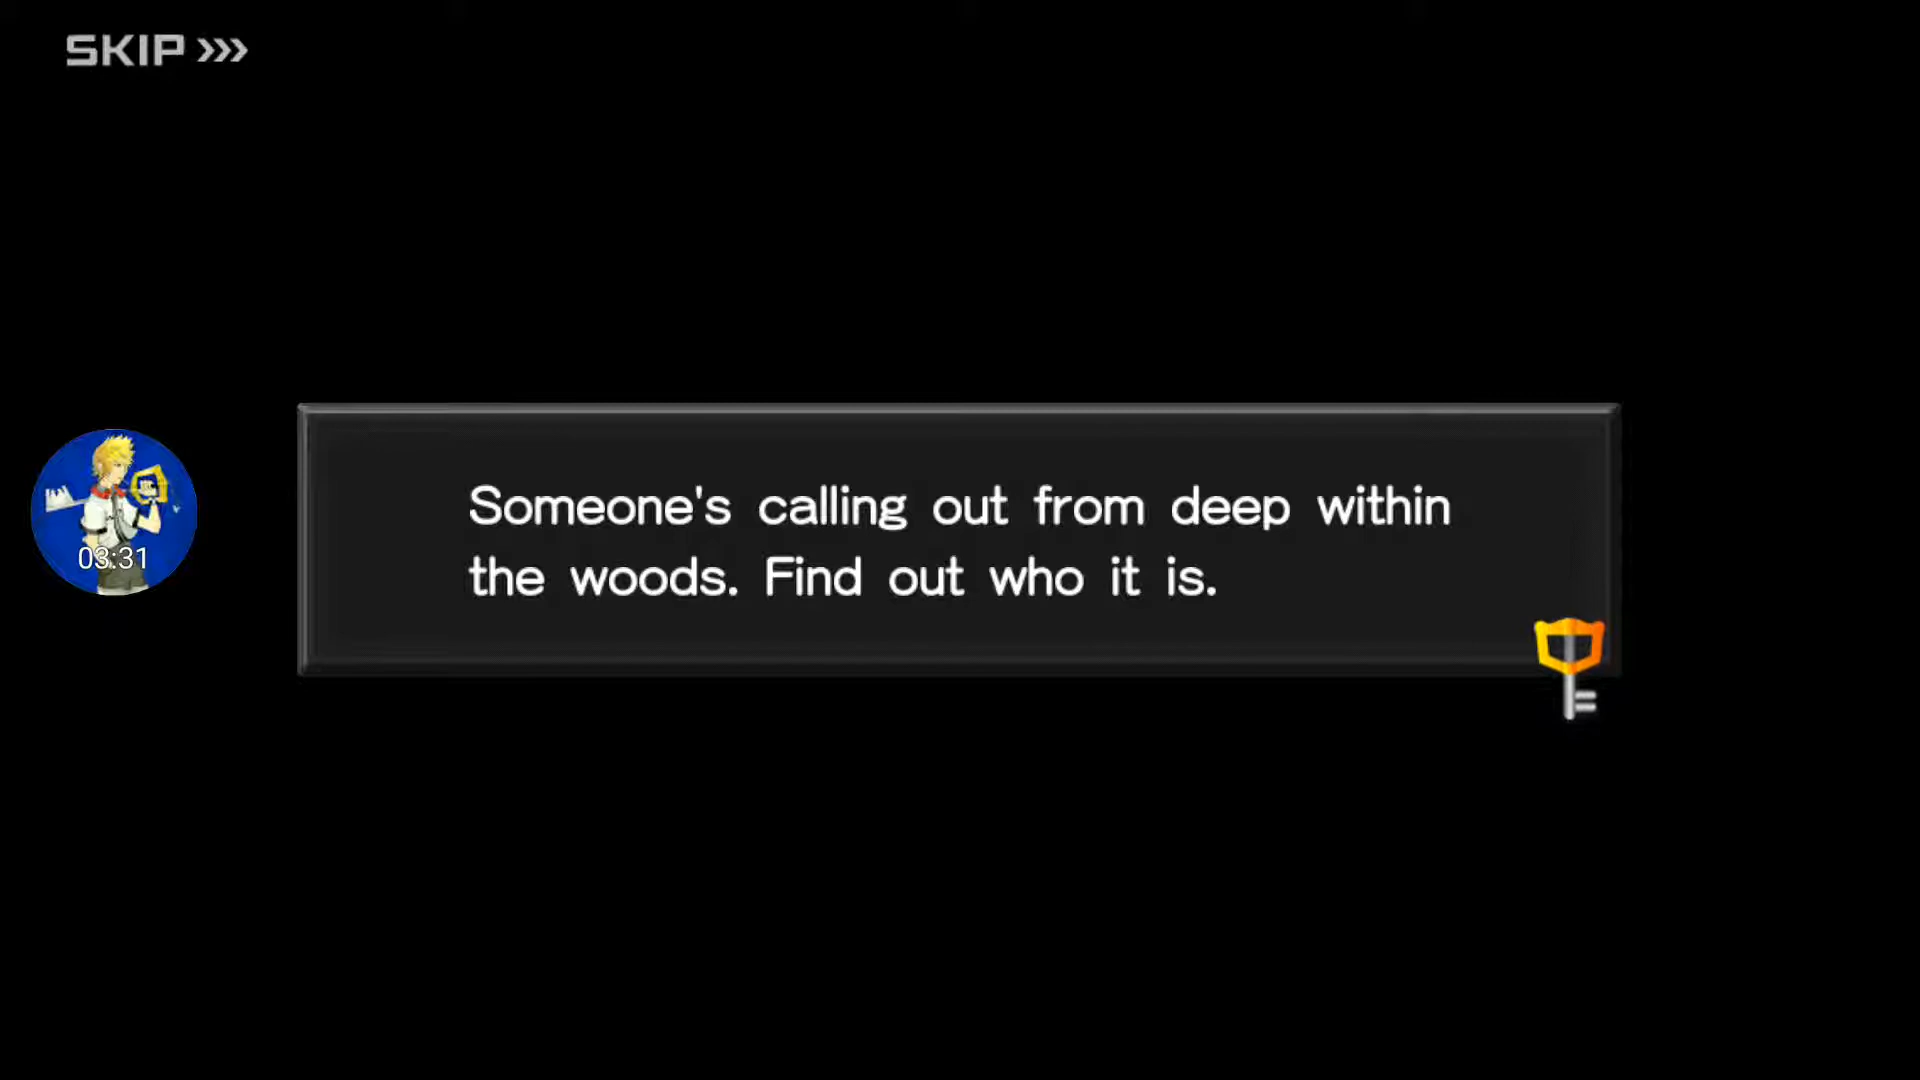 SKIP
Someone's calling out from deep within
the woods. Find out who it is.
03:31